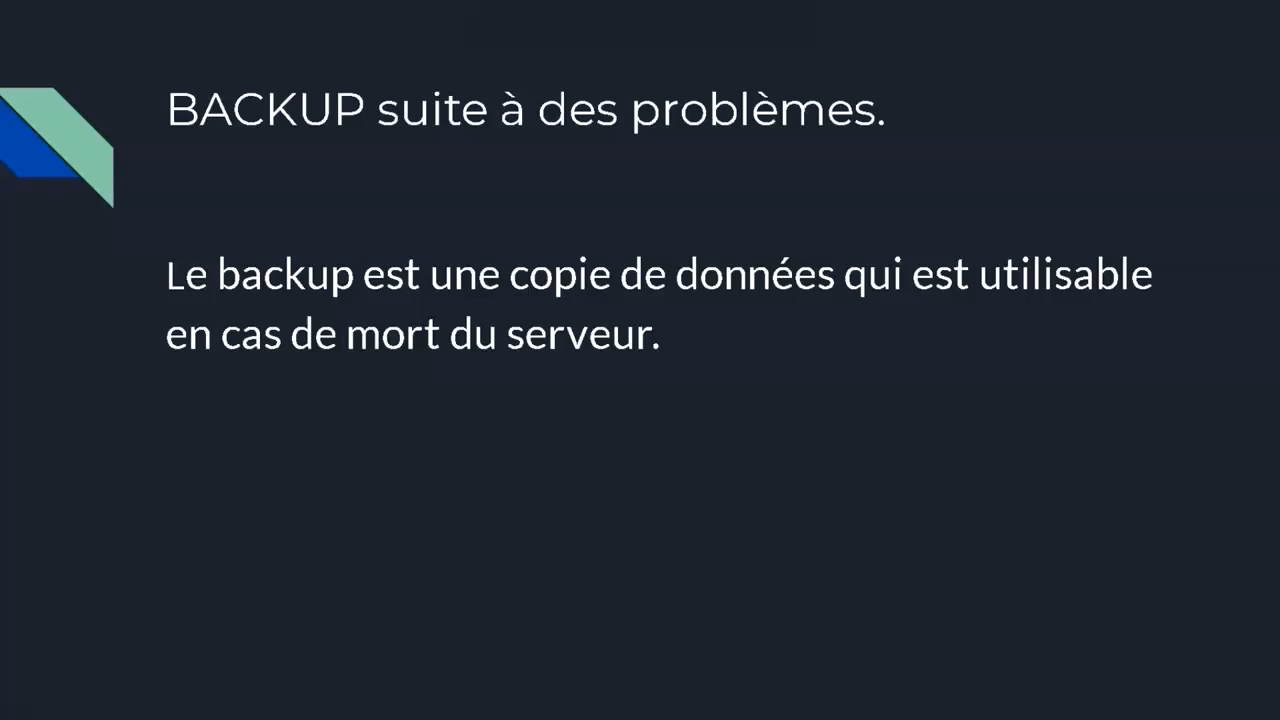 BACKUP suite à des problèmes.
Le backup est une copie de données qui est utilisable
en cas de mort du serveur.